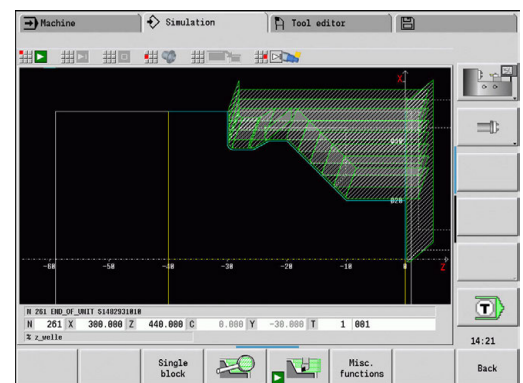 Machine Simulation Tool editor
X
Z
-60 -50 -40 -30 -20 -10 0
N 261 END_OF_UNIT S1402931010
N 261 X 300.000 Z 440.000 C 0.000 Y -30.000 T 1 001
% z_welle
14:21
Single block
Misc. functions
Back